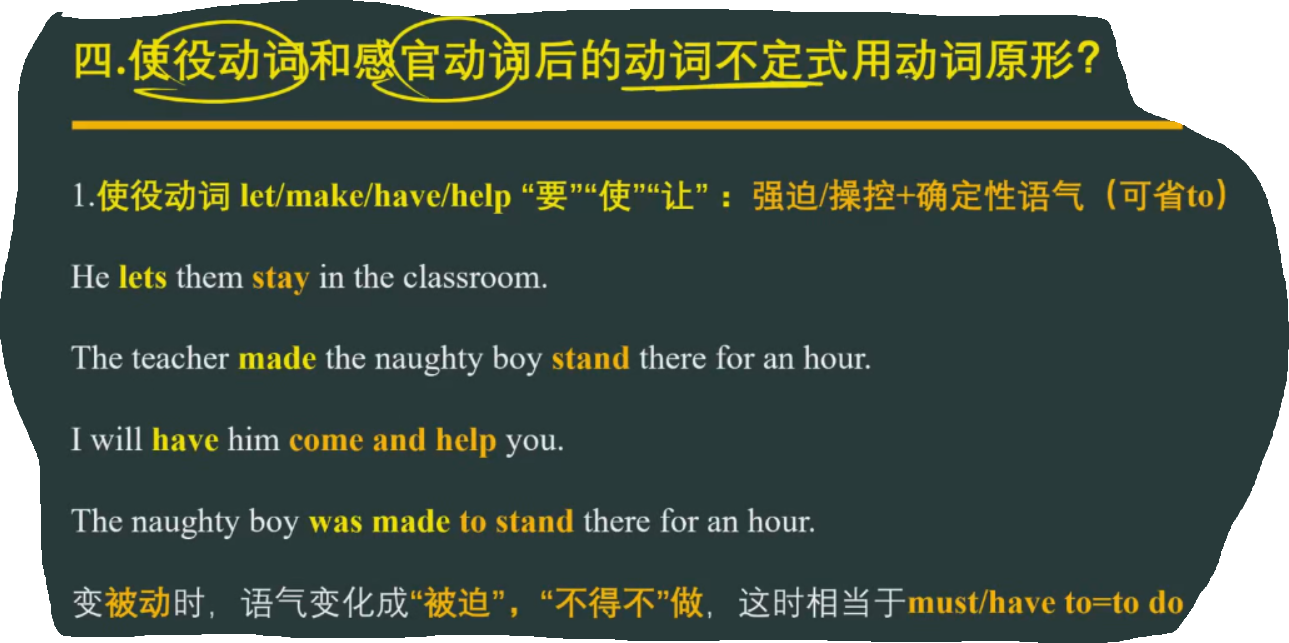 四.使役动词和感官动词后的动词不定式用动词原形?
1.使役动词 let/make/have/help “要”“使”“让” ：强迫/操控+确定性语气（可省to）
He lets them stay in the classroom.
The teacher made the naughty boy stand there for an hour.
I will have him come and help you.
The naughty boy was made to stand there for an hour.
变被动时，语气变化成“被迫”，“不得不”做，这时相当于must/have to=to do